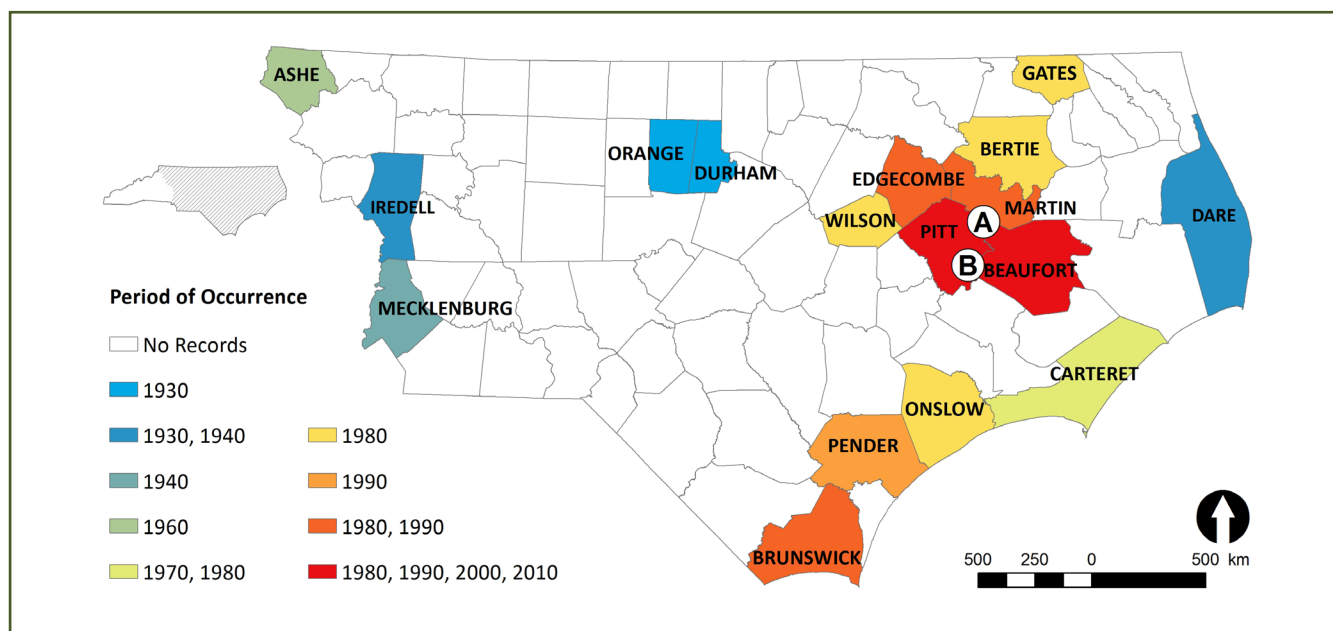 ASHE
GATES
BERTIE
ORANGE
DURHAM
EDGECOMBE
IREDELL
MARTIN
DARE
WILSON
PITT
A
B
BEAUFORT
MECKLENBURG
CARTERET
ONSLOW
PENDER
BRUNSWICK
Period of Occurrence
No Records
1930
1930, 1940
1940
1960
1970, 1980
1980
1990
1980, 1990
1980, 1990, 2000, 2010
500 250 0 500 km